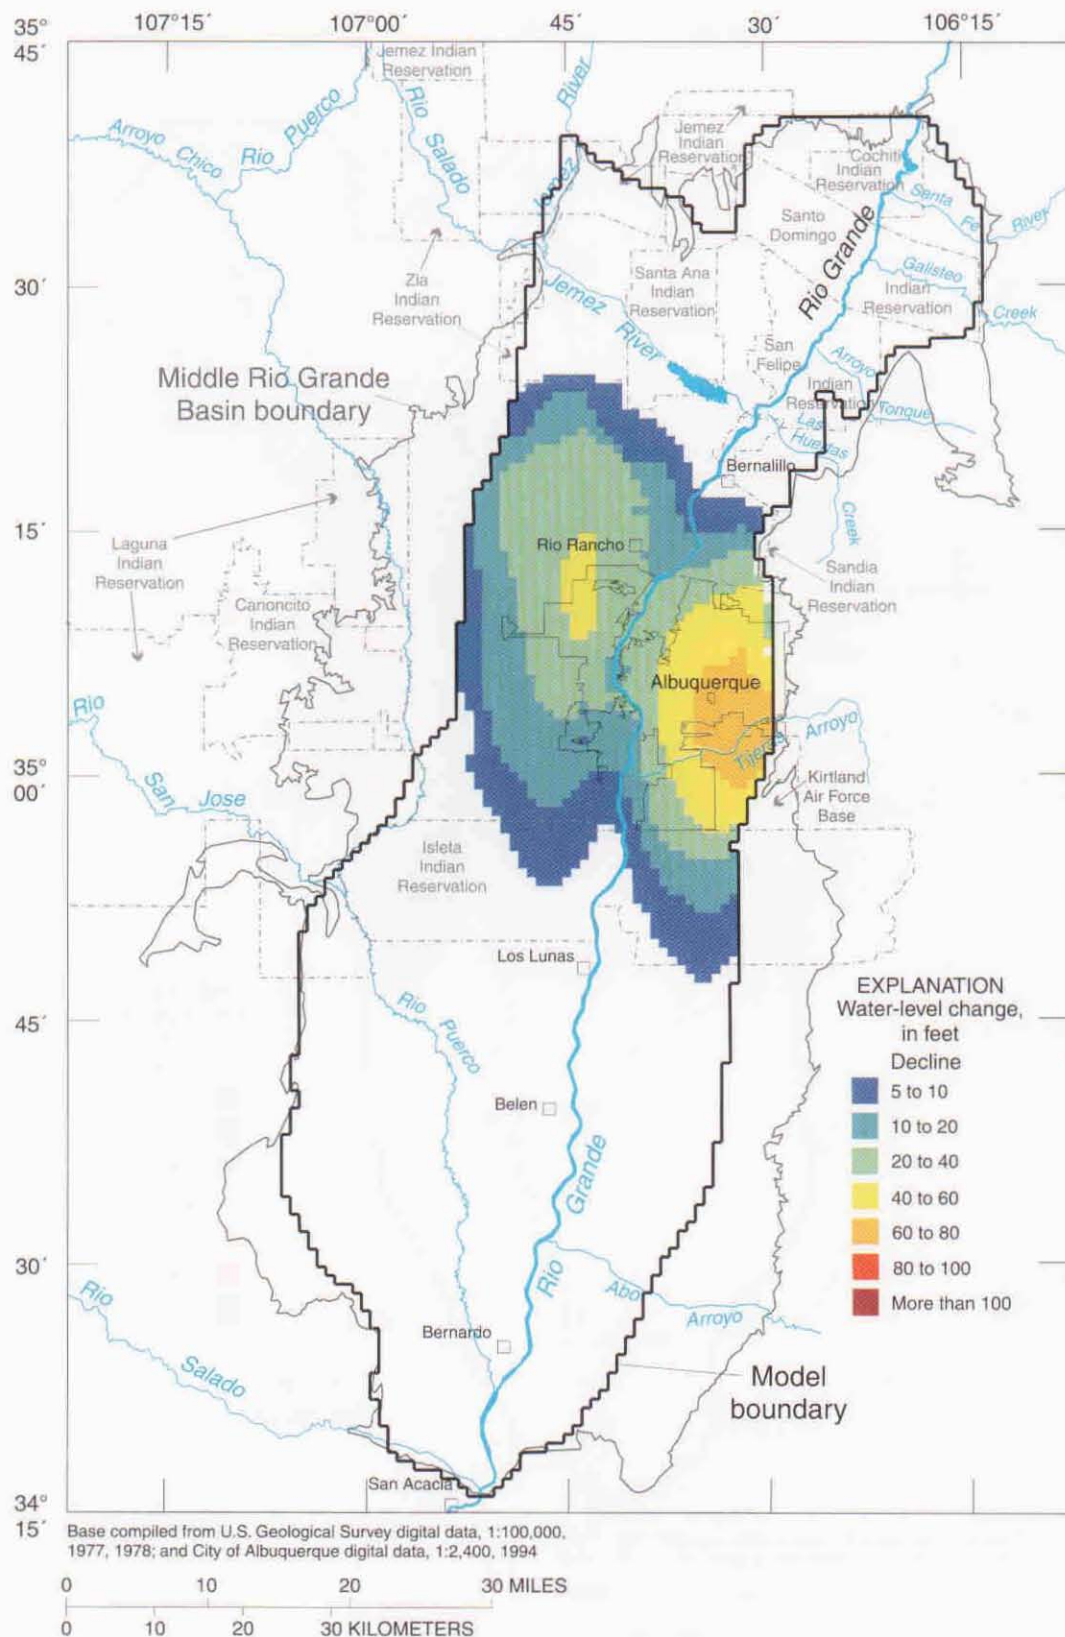 35°
45´
107°15´
107°00´
45´
30´
106°15´
Jemez Indian
Reservation
River
Rio
Puerco
Arroyo
Chico
Rio
Salado
Jemez
Jemez
Indian
Reservation
Cochiti
Indian
Reservation
Santa
Fe
River
Santo
Domingo
Rio Grande
Galisteo
Indian
Reservation
Creek
30´
Zia
Indian
Reservation
Santa Ana
Indian
Reservation
Jemez
River
San
Felipe
Arroyo
Indian
Reservation
Tonque
Las
Huertas
Creek
Middle Rio Grande
Basin boundary
Bernalillo
15´
Rio Rancho
Laguna
Indian
Reservation
Canoncito
Indian
Reservation
Sandia
Indian
Reservation
Albuquerque
Tijeras
Arroyo
Rio
San
Jose
35°
00´
Kirtland
Air Force
Base
Isleta
Indian
Reservation
Los Lunas
Rio
Puerco
45´
Belen
Grande
Rio
EXPLANATION
Water-level change,
in feet
Decline
5 to 10
10 to 20
20 to 40
40 to 60
60 to 80
80 to 100
More than 100
30´
Rio
Salado
Abo
Arroyo
Bernardo
Model
boundary
San Acacia
34°
15´
Base compiled from U.S. Geological Survey digital data, 1:100,000,
1977, 1978; and City of Albuquerque digital data, 1:2,400, 1994
0 10 20 30 MILES
0 10 20 30 KILOMETERS